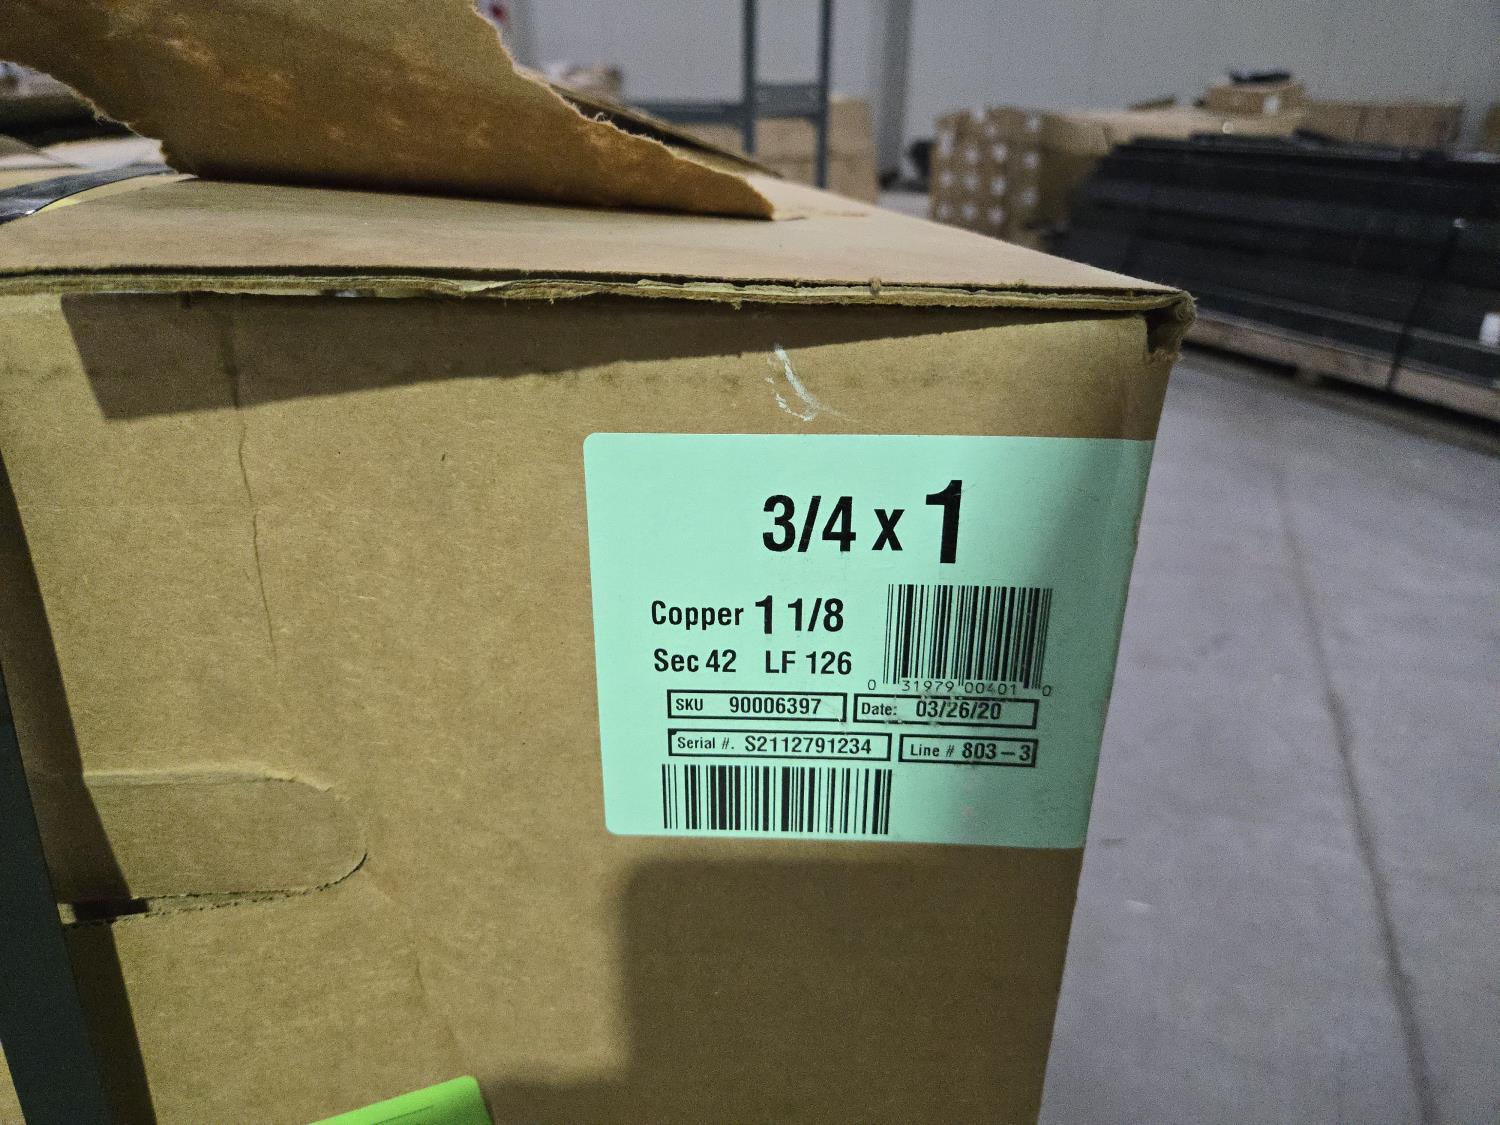 3/4 x 1
Copper 1 1/8
Sec 42 LF 126
0 31979 00401 0
SKU 90006397 Date: 03/26/20
Serial #. S2112791234 Line # 803-3